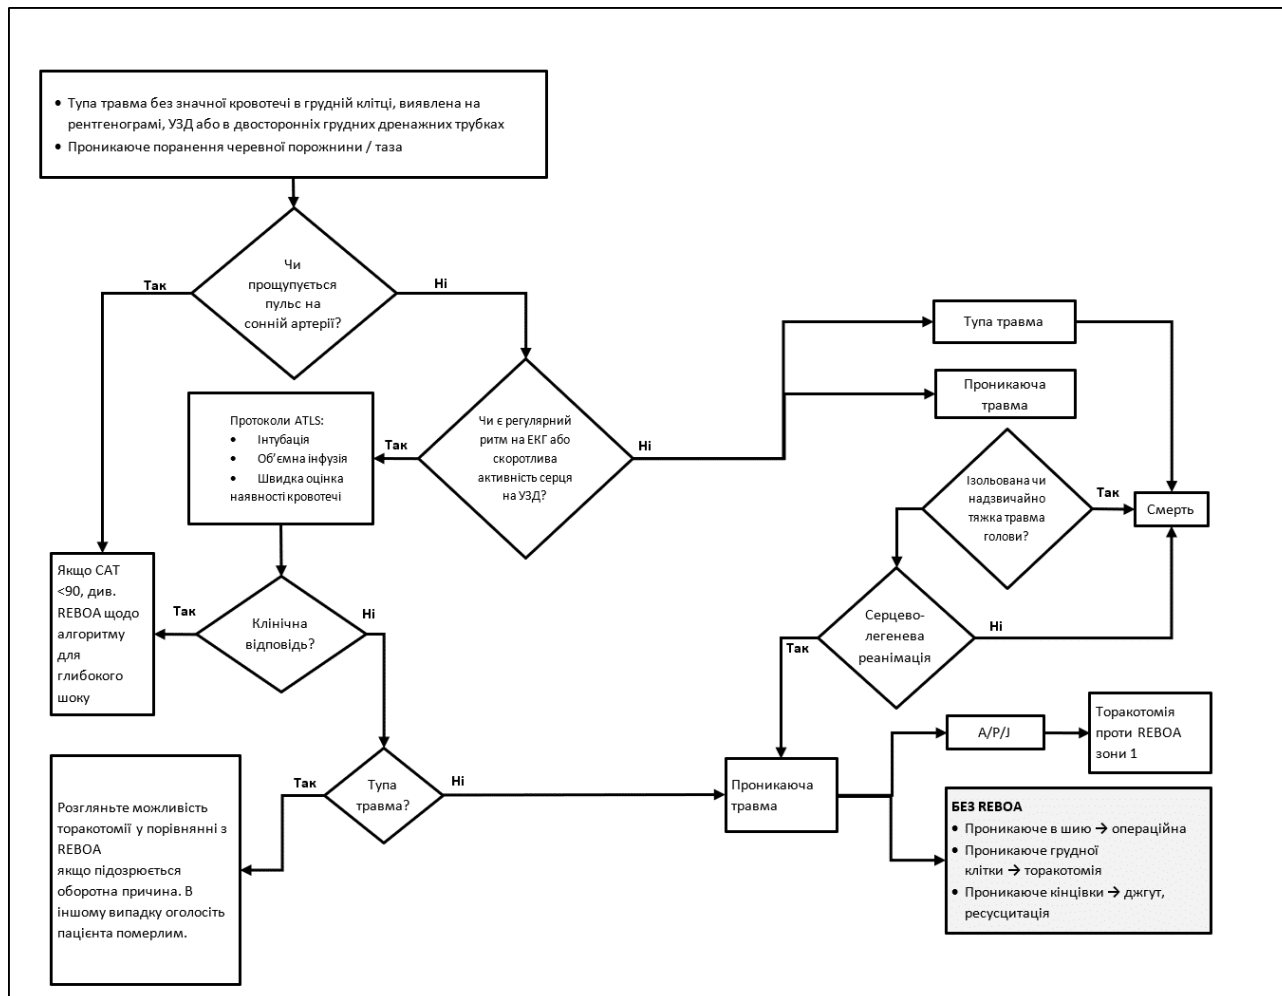 • Тупа травма без значної кровотечі в грудній клітці, виявлена на
рентгенограмі, УЗД або в двосторонніх грудних дренажних трубках
• Проникаюче поранення черевної порожнини / таза
Чи
прощупується
пульс на
сонній артерії?
Так
Ні
Тупа травма
Проникаюча
травма
Протоколи ATLS:
• Інтубація
• Об’ємна інфузія
• Швидка оцінка
наявності кровотечі
Так
Чи є регулярний
ритм на ЕКГ або
скоротлива
активність серця
на УЗД?
Ні
Ізольована чи
надзвичайно
тяжка травма
голови?
Так
Смерть
Якщо САТ
<90, див.
REBOA щодо
алгоритму
для
глибокого
шоку
Так
Клінічна
відповідь?
Ні
Серцево-
легенева
реанімація
Так
Ні
Розгляньте можливість
торакотомії у порівнянні з
REBOA
якщо підозрюється
оборотна причина. В
іншому випадку оголосіть
пацієнта померлим.
Так
Тупа
травма?
Ні
Проникаюча
травма
A/P/J
Торакотомія
проти REBOA
зони 1
БЕЗ REBOA
• Проникаюче в шию → операційна
• Проникаюче грудної
клітки → торакотомія
• Проникаюче кінцівки → джгут,
ресусцитація